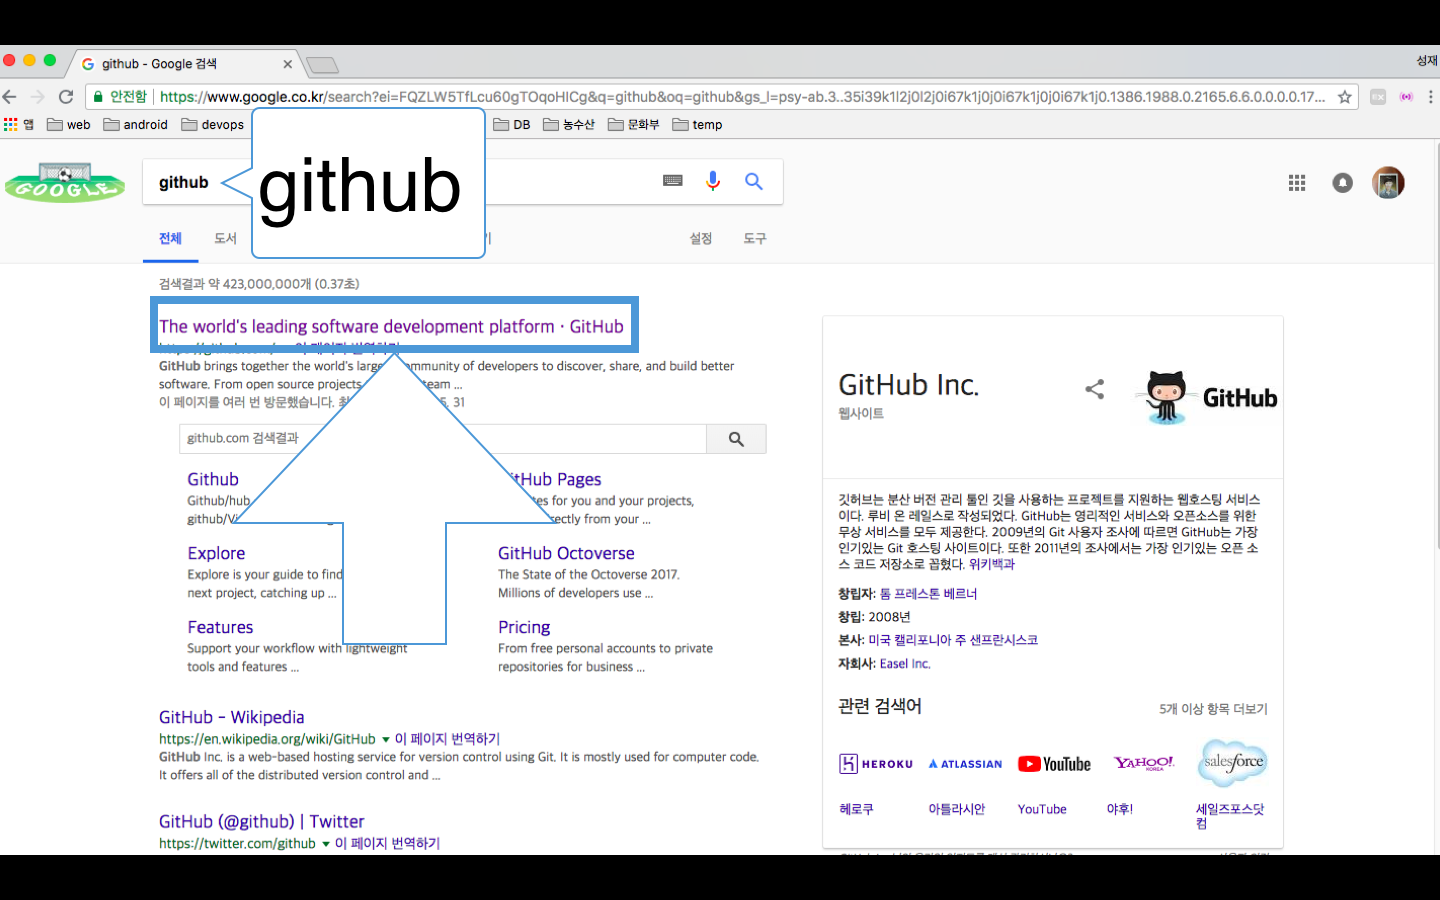 github - Google 검색
성재
안전함 https://www.google.co.kr/search?ei=FQZLW5TfLcu60gTOqoHICg&q=github&oq=github&gs_l=psy-ab.3..35i39k1l2j0l2j0i67k1j0j0i67k1j0j0i67k1j0.1386.1988.0.2165.6.6.0.0.0.0.17...
앱 web android devops DB 농수산 문화부 temp
GOOGLE
github
github
전체 도서 설정 도구
검색결과 약 423,000,000개 (0.37초)
The world's leading software development platform · GitHub
이 페이지 번역하기
GitHub brings together the world's community of developers to discover, share, and build better
software. From open source projects team ...
이 페이지를 여러 번 방문했습니다. 31
github.com 검색결과
Github
Github/hub
GitHub Pages
for you and your projects,
from your ...
Explore
Explore is your guide to find
next project, catching up ...
GitHub Octoverse
The State of the Octoverse 2017.
Millions of developers use ...
Features
Support your workflow with lightweight
tools and features ...
Pricing
From free personal accounts to private
repositories for business ...
GitHub - Wikipedia
https://en.wikipedia.org/wiki/GitHub 이 페이지 번역하기
GitHub Inc. is a web-based hosting service for version control using Git. It is mostly used for computer code.
It offers all of the distributed version control and ...
GitHub (@github) | Twitter
https://twitter.com/github 이 페이지 번역하기
GitHub Inc.
웹사이트
GitHub
깃허브는 분산 버전 관리 툴인 깃을 사용하는 프로젝트를 지원하는 웹호스팅 서비스
이다. 루비 온 레일스로 작성되었다. GitHub는 영리적인 서비스와 오픈소스를 위한
무상 서비스를 모두 제공한다. 2009년의 Git 사용자 조사에 따르면 GitHub는 가장
인기있는 Git 호스팅 사이트이다. 또한 2011년의 조사에서는 가장 인기있는 오픈 소
스 코드 저장소로 꼽혔다. 위키백과
창립자: 톰 프레스톤 베르너
창립: 2008년
본사: 미국 캘리포니아 주 샌프란시스코
자회사: Easel Inc.
관련 검색어 5개 이상 항목 더보기
HEROKU ATLASSIAN YouTube YAHOO! KOREA salesforce
헤로쿠 아틀라시안 YouTube 야후! 세일즈포스닷
컴